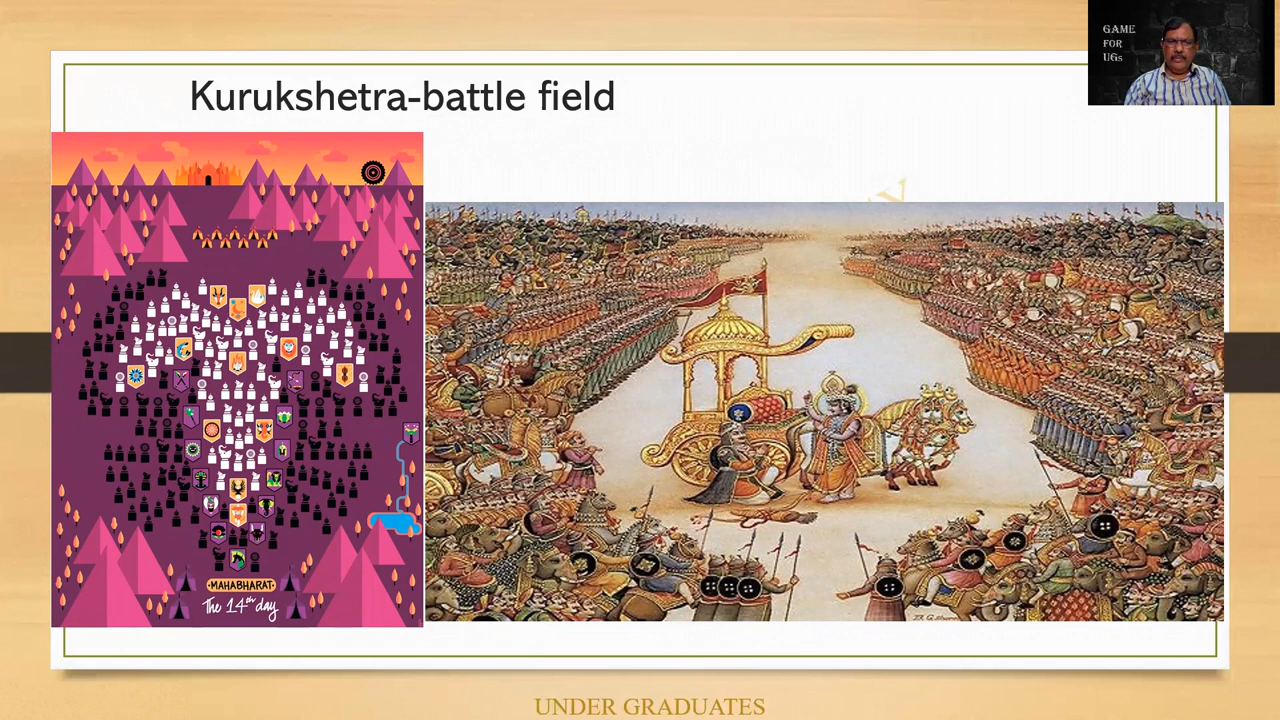 Kurukshetra-battle field
GAME
FOR
UGs
MAHABHARAT
The 14th day
UNDER GRADUATES